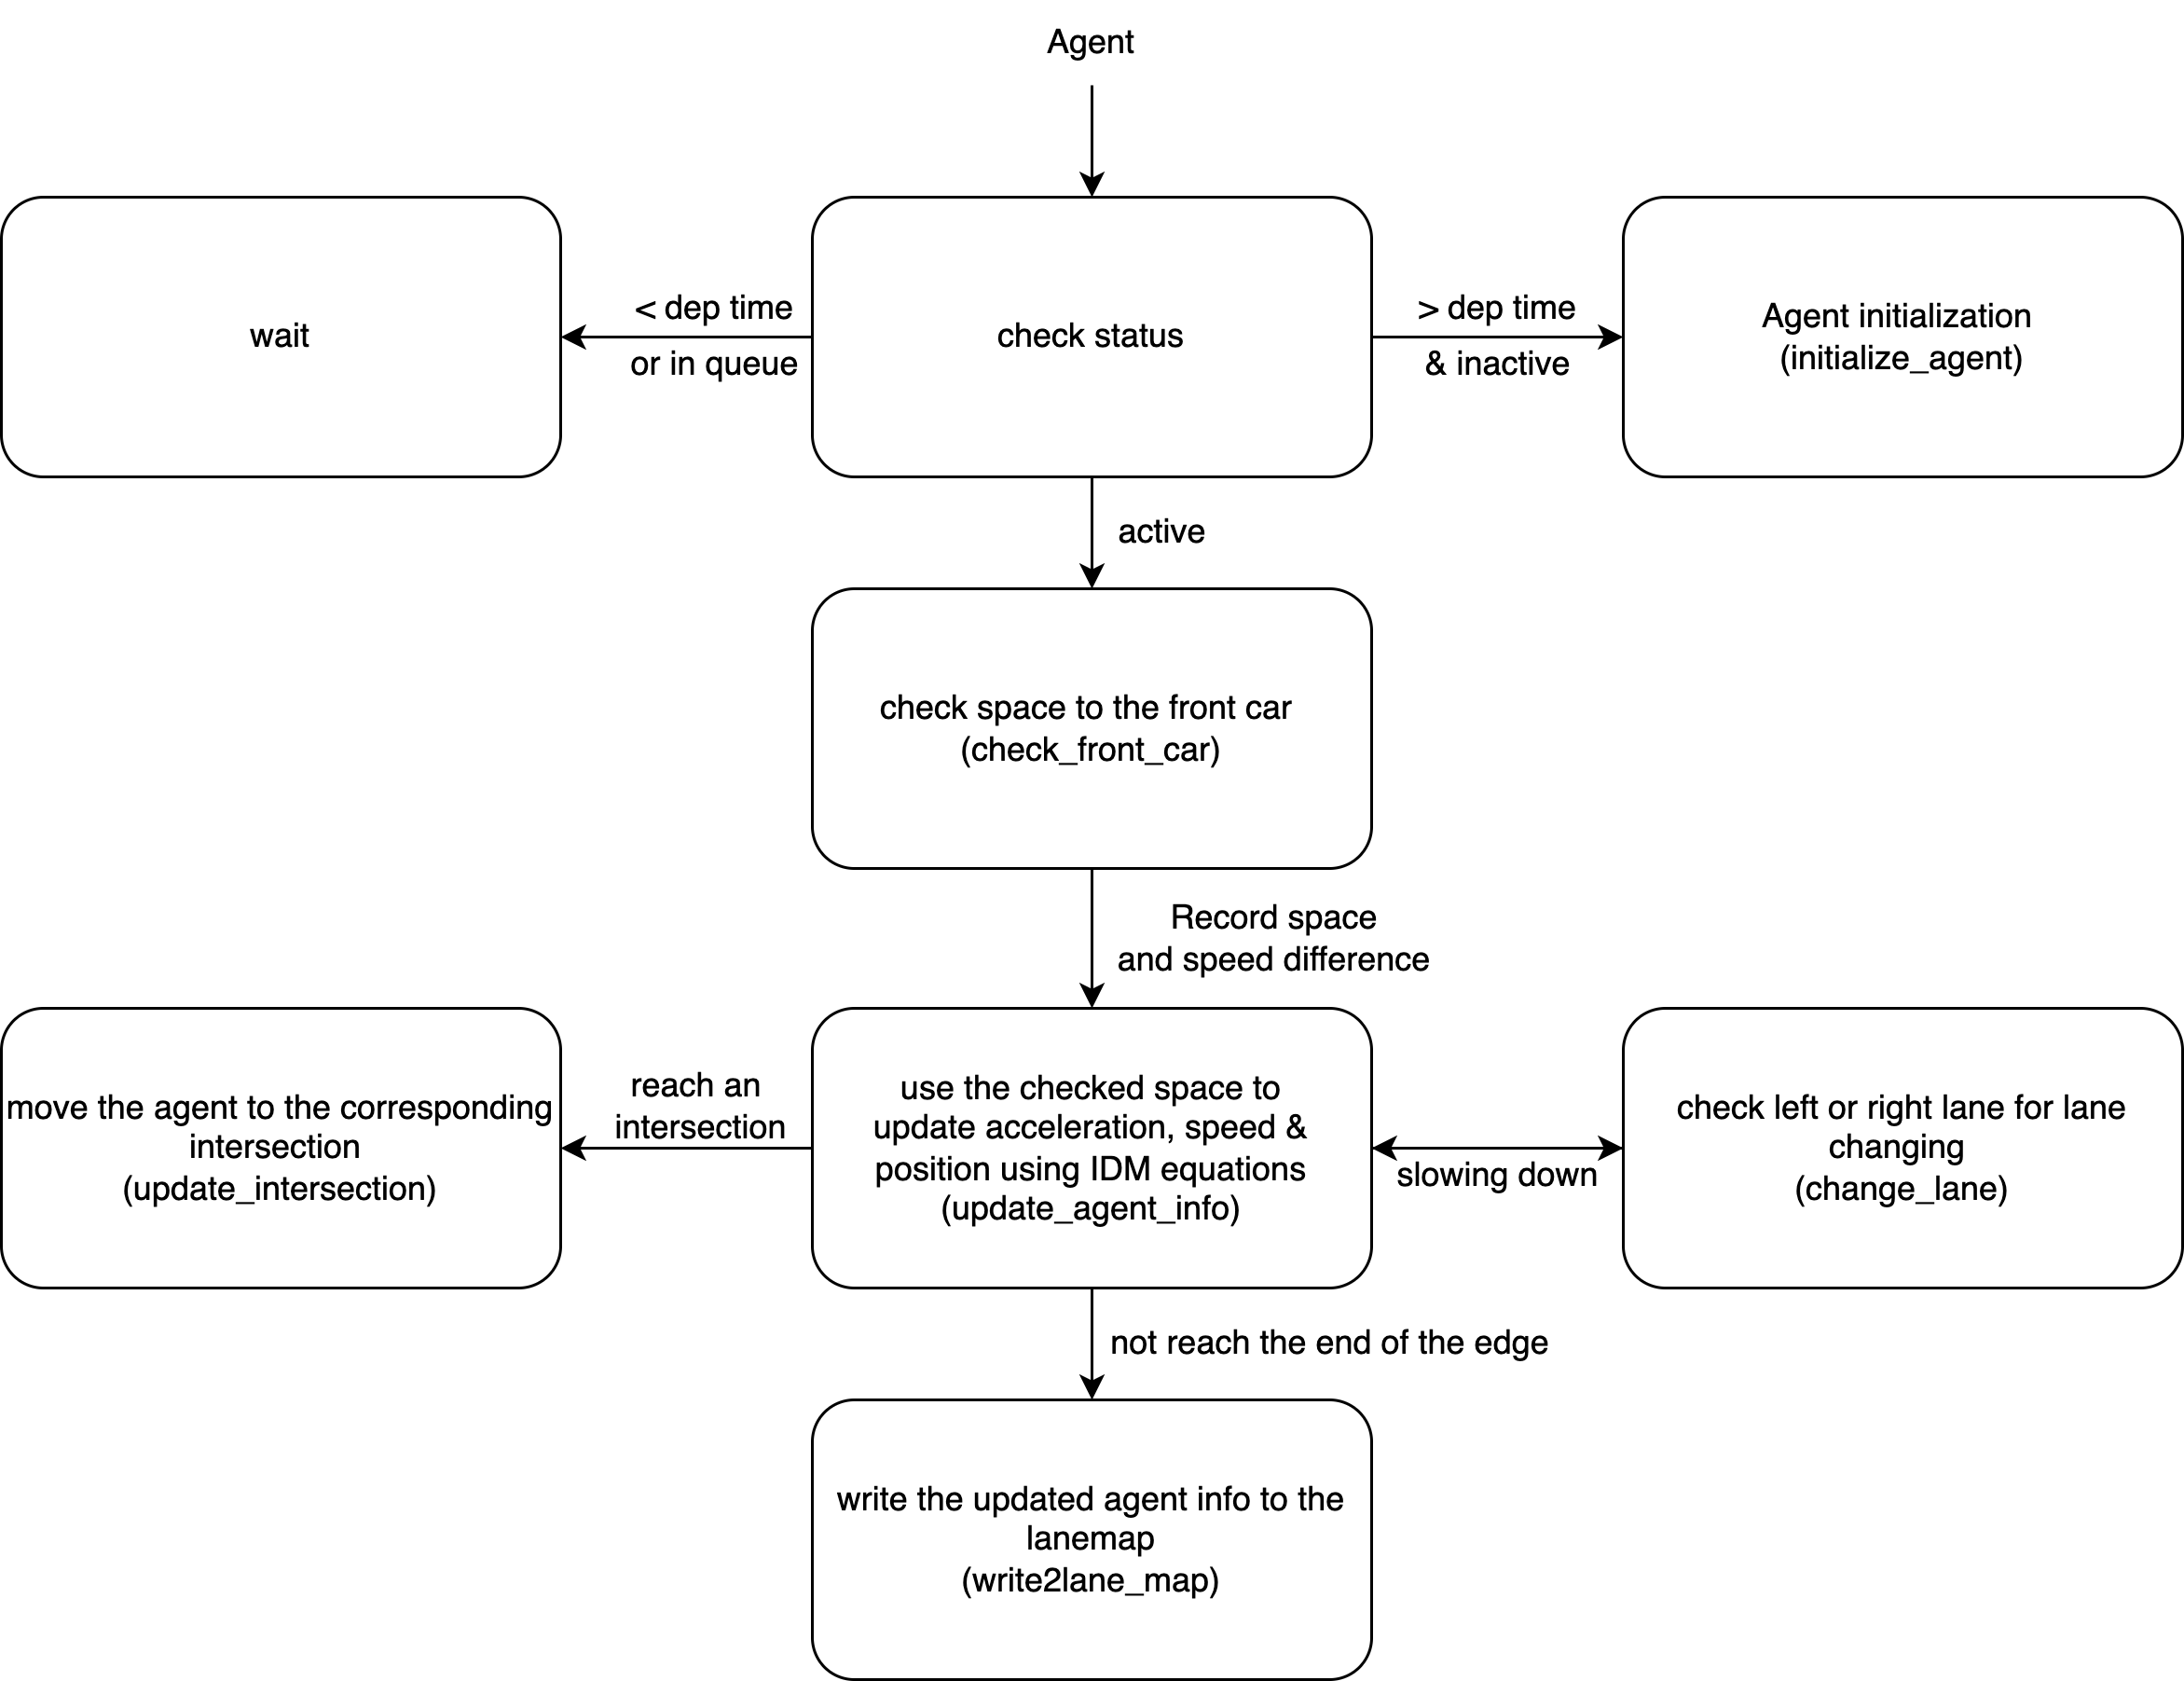 Agent
wait
< dep time
or in queue
check status
> dep time
& inactive
Agent initialization
(initialize_agent)
active
check space to the front car
(check_front_car)
Record space
and speed difference
move the agent to the corresponding
intersection
(update_intersection)
reach an
intersection
use the checked space to
update acceleration, speed &
position using IDM equations
(update_agent_info)
slowing down
check left or right lane for lane
changing
(change_lane)
not reach the end of the edge
write the updated agent info to the
lanemap
(write2lane_map)